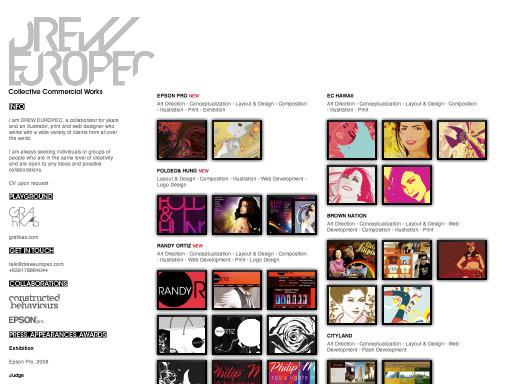 DREW
EUROPEO
Collective Commercial Works
INFO
I am DREW EUROPEO, a collaborator for years
and an illustrator, print and web designer who
works with a wide variety of clients from all over
the world.
I am always seeking individuals or groups of
people who are in the same level of creativity
and are open to any ideas and possible
collaborations.
CV upon request
PLAYGROUND
GRAFIKAS
grafikas.com
GET IN TOUCH
talk@dreweuropeo.com
+639178864044
COLLABORATIONS
constructed
behaviours
EPSON pro
PRESS, APPEARANCES, AWARDS
Exhibition
Epson Pro, 2008
Judge
EPSON PRO NEW
Art Direction - Conceptualization - Layout & Design - Composition
- Illustration - Print - Exhibition
FOLDED& HUNG NEW
Layout & Design - Composition - Illustration - Web Development -
Logo Design
FOLD
&
HUN
RANDY ORTIZ NEW
Art Direction - Conceptualization - Layout & Design - Composition
- Illustration - Web Development - Print - Logo Design
RANDY
Philip M
Philip M
EC HAWAII
Art Direction - Conceptualization - Layout & Design - Composition
- Illustration - Print
BROWN NATION
Art Direction - Conceptualization - Layout & Design - Web
Development - Composition - Illustration - Print
CITYLAND
Art Direction - Conceptualization - Layout & Design - Web
Development - Flash Development